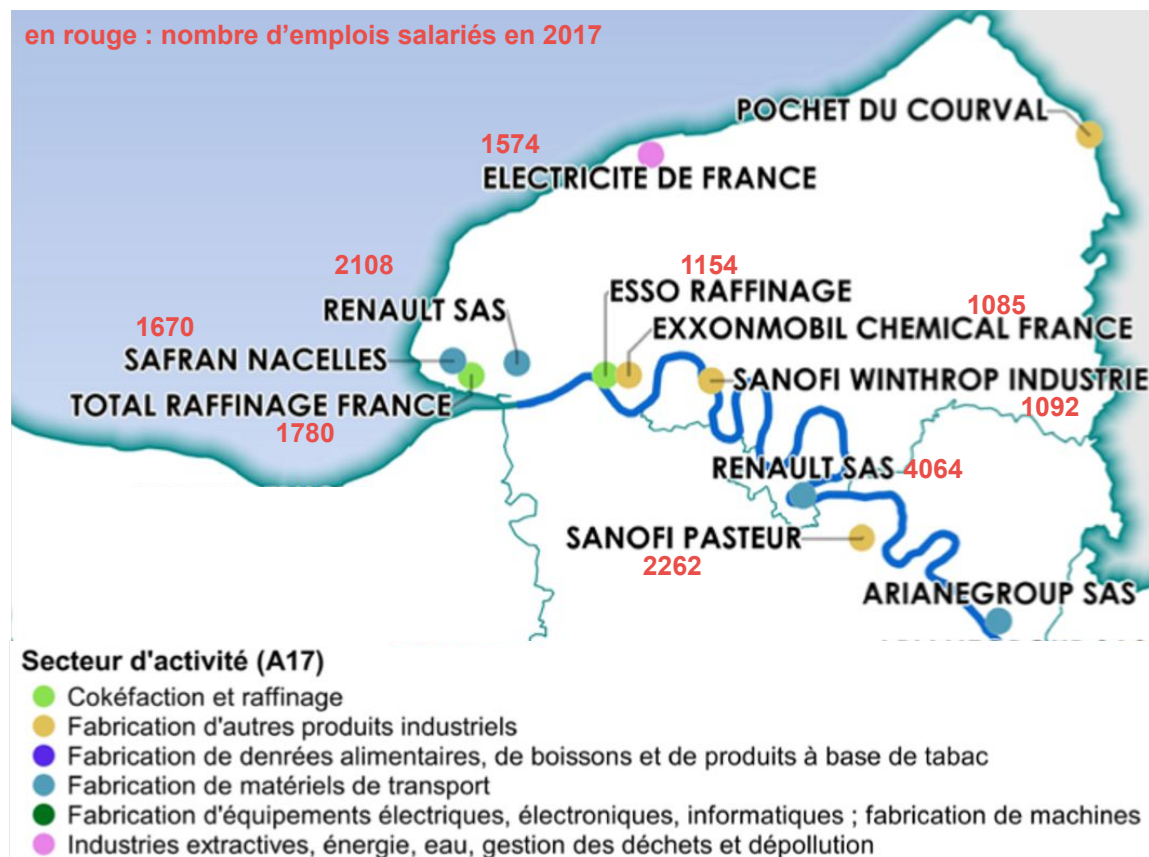 en rouge : nombre d’emplois salariés en 2017
POCHET DU COURVAL
1574
ELECTRICITE DE FRANCE
2108
RENAULT SAS
1154
ESSO RAFFINAGE
1085
EXXONMOBIL CHEMICAL FRANCE
1670
SAFRAN NACELLES
SANOFI WINTHROP INDUSTRIE
1092
TOTAL RAFFINAGE FRANCE
1780
RENAULT SAS 4064
SANOFI PASTEUR
2262
ARIANEGROUP SAS
Secteur d'activité (A17)
Cokéfaction et raffinage
Fabrication d'autres produits industriels
Fabrication de denrées alimentaires, de boissons et de produits à base de tabac
Fabrication de matériels de transport
Fabrication d'équipements électriques, électroniques, informatiques ; fabrication de machines
Industries extractives, énergie, eau, gestion des déchets et dépollution